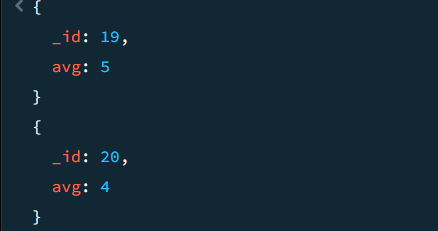 {
_id: 19,
avg: 5
}
{
_id: 20,
avg: 4
}